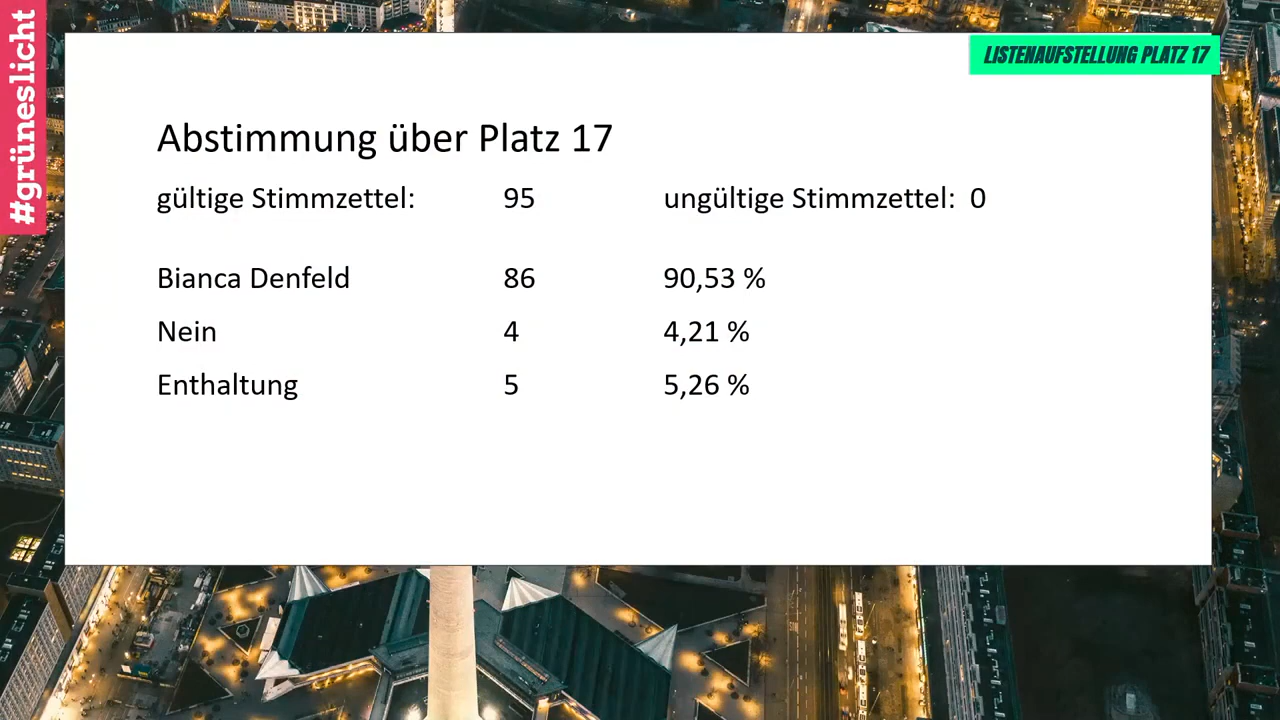 #grüneslicht
LISTENAUFSTELLUNG PLATZ 17
Abstimmung über Platz 17
gültige Stimmzettel: 95 ungültige Stimmzettel: 0
Bianca Denfeld 86 90,53 %
Nein 4 4,21 %
Enthaltung 5 5,26 %